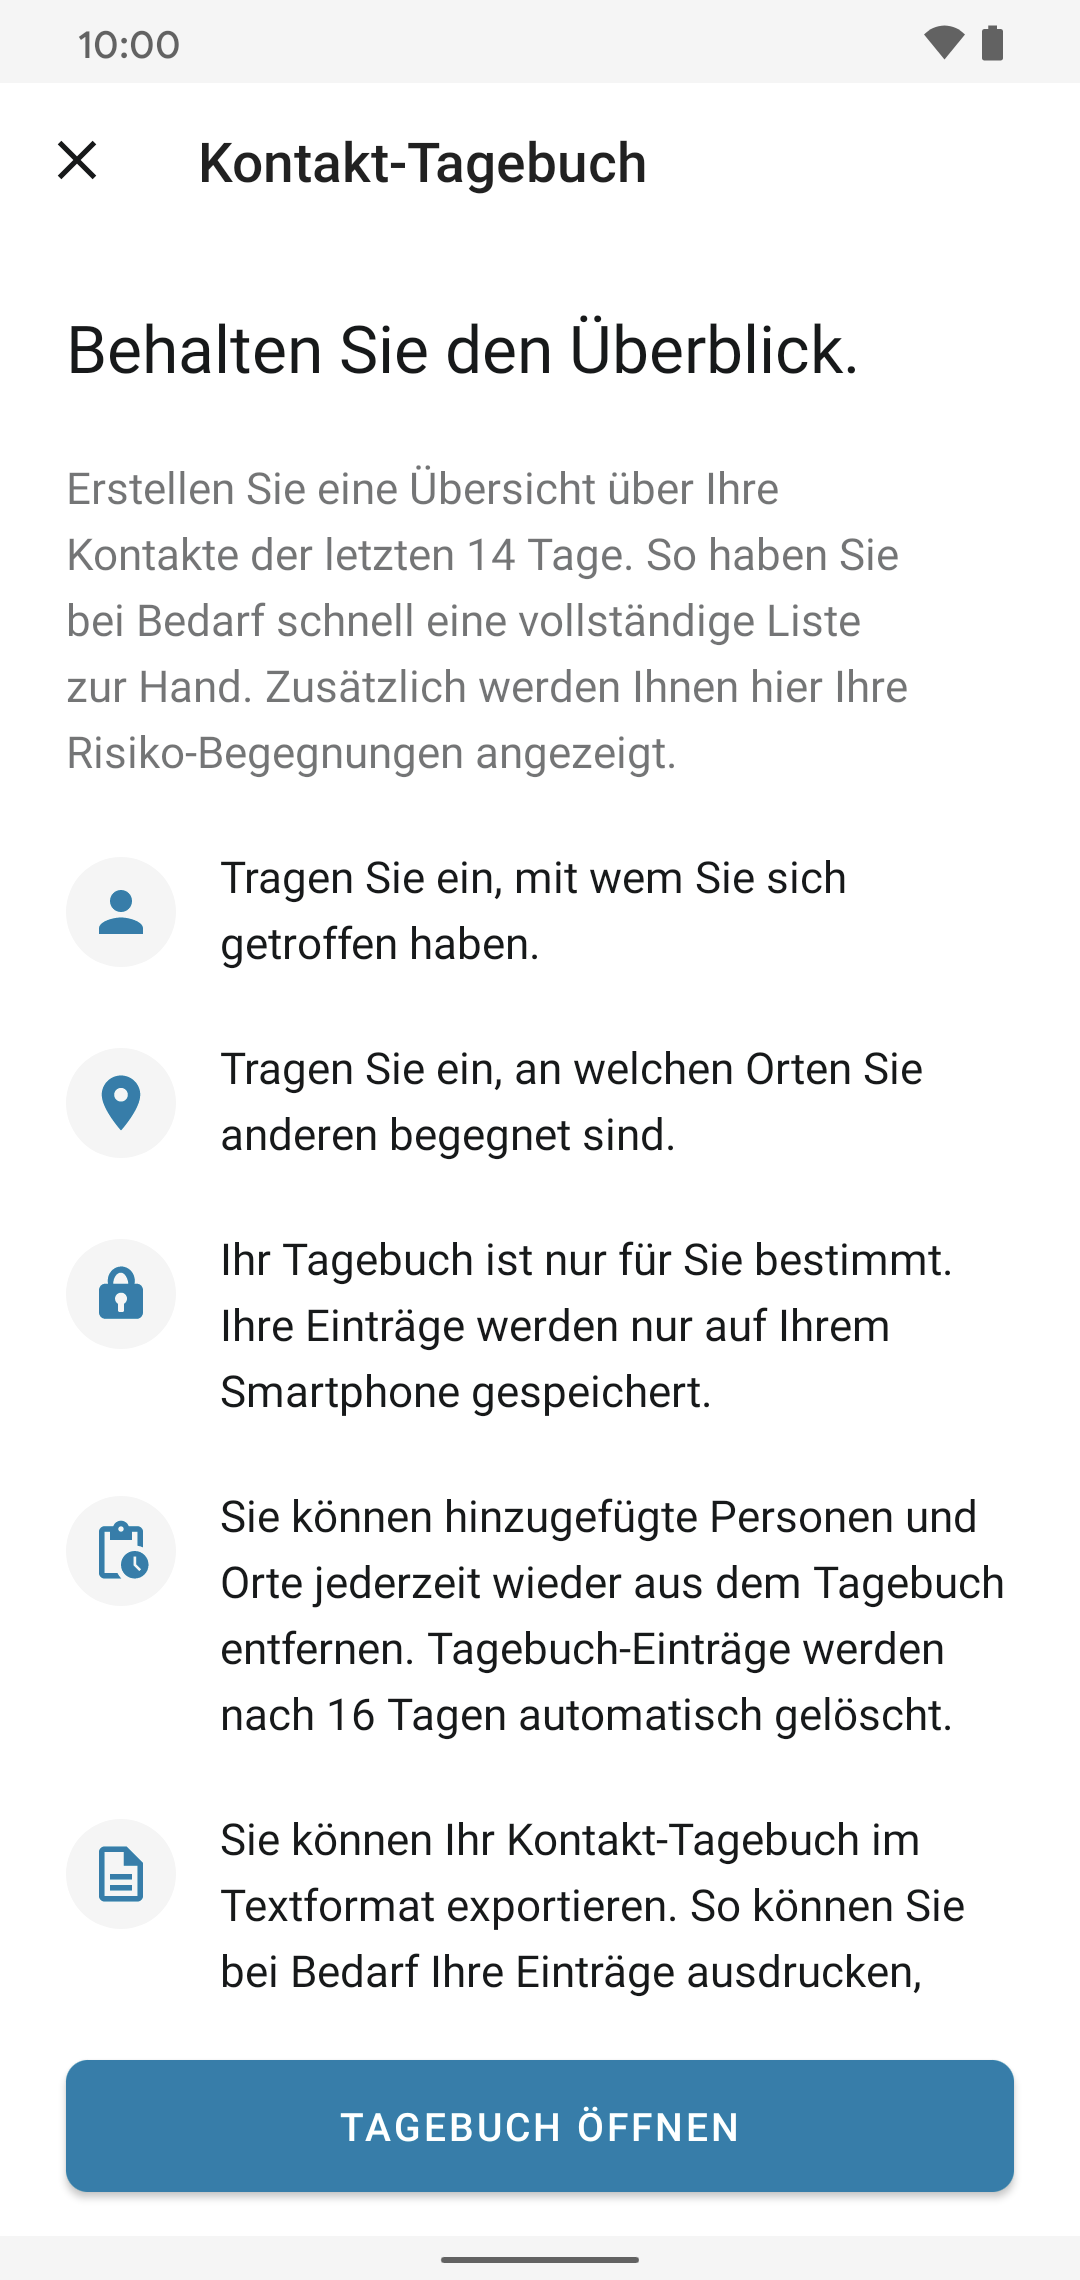 10:00
Kontakt-Tagebuch
Behalten Sie den Überblick.
Erstellen Sie eine Übersicht über Ihre
Kontakte der letzten 14 Tage. So haben Sie
bei Bedarf schnell eine vollständige Liste
zur Hand. Zusätzlich werden Ihnen hier Ihre
Risiko-Begegnungen angezeigt.
Tragen Sie ein, mit wem Sie sich
getroffen haben.
Tragen Sie ein, an welchen Orten Sie
anderen begegnet sind.
Ihr Tagebuch ist nur für Sie bestimmt.
Ihre Einträge werden nur auf Ihrem
Smartphone gespeichert.
Sie können hinzugefügte Personen und
Orte jederzeit wieder aus dem Tagebuch
entfernen. Tagebuch-Einträge werden
nach 16 Tagen automatisch gelöscht.
Sie können Ihr Kontakt-Tagebuch im
Textformat exportieren. So können Sie
bei Bedarf Ihre Einträge ausdrucken,
TAGEBUCH ÖFFNEN